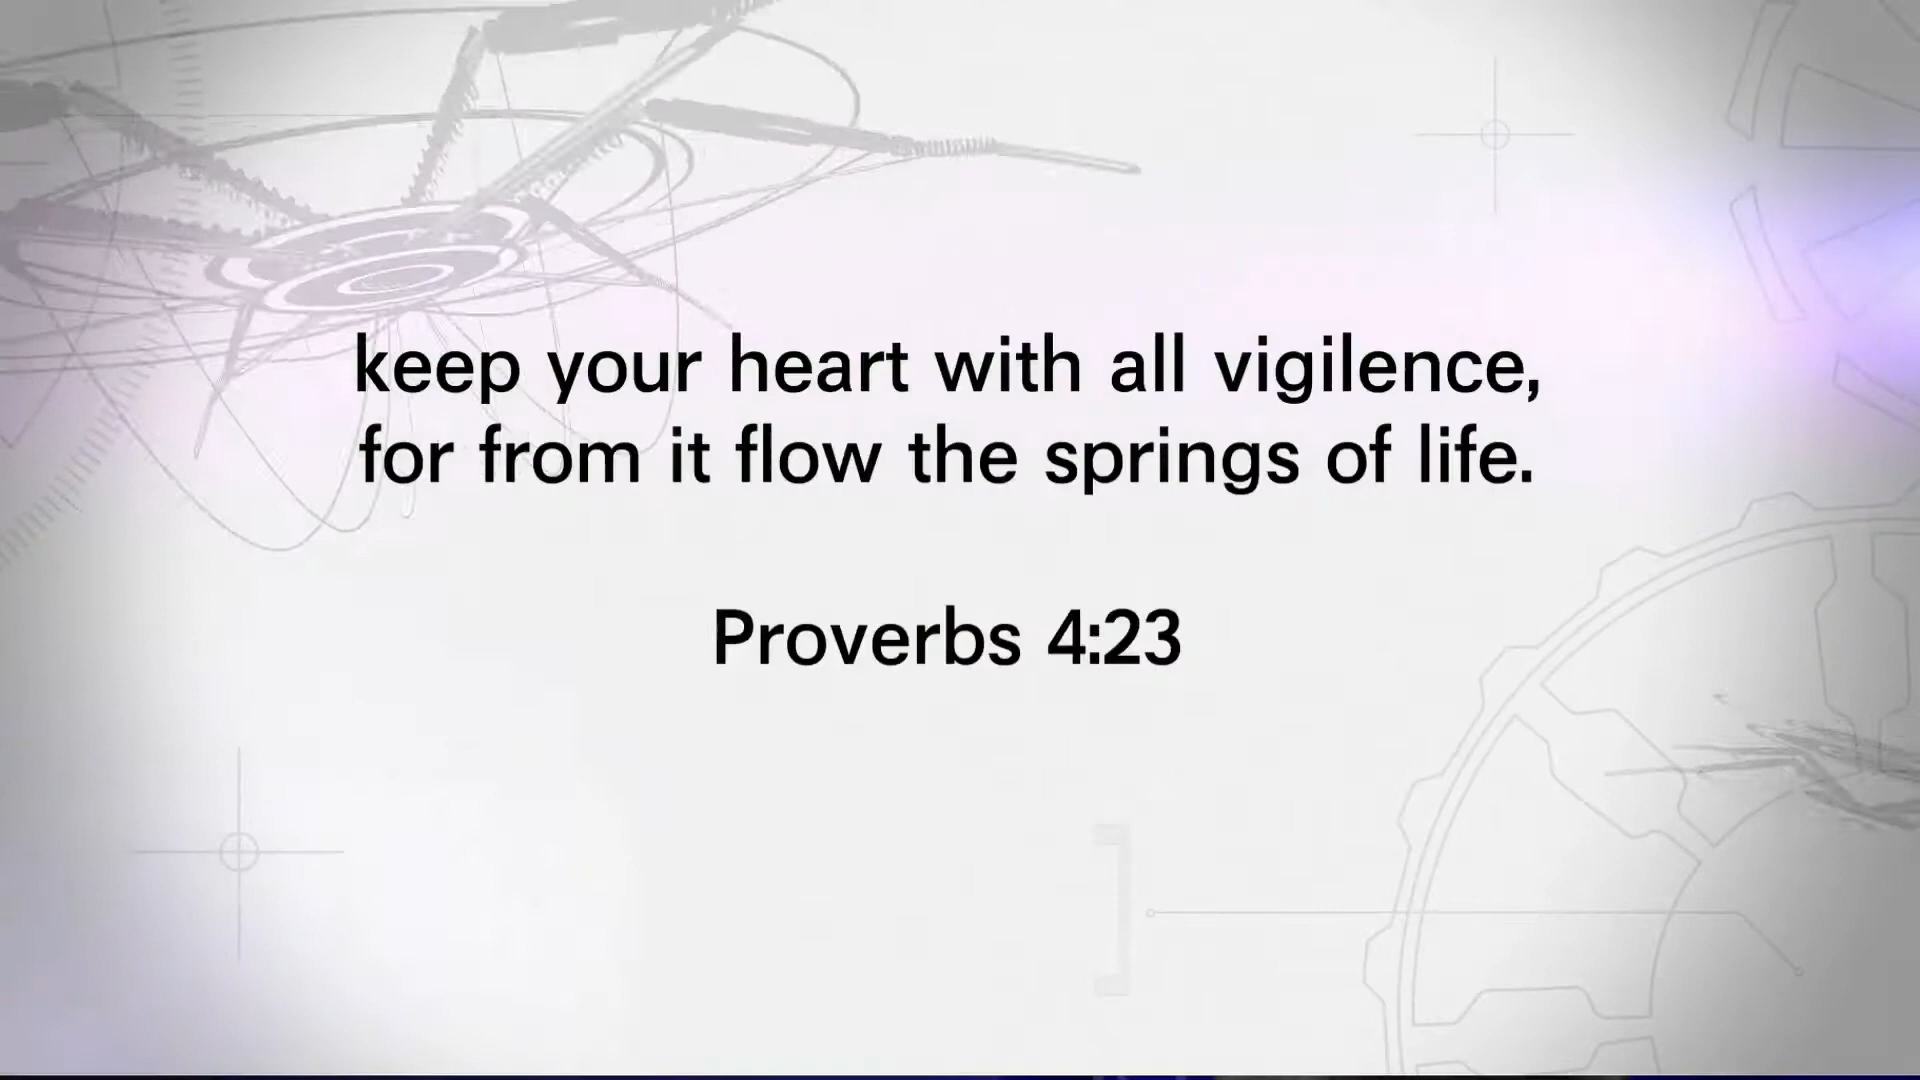 keep your heart with all vigilence,
for from it flow the springs of life.
Proverbs 4:23